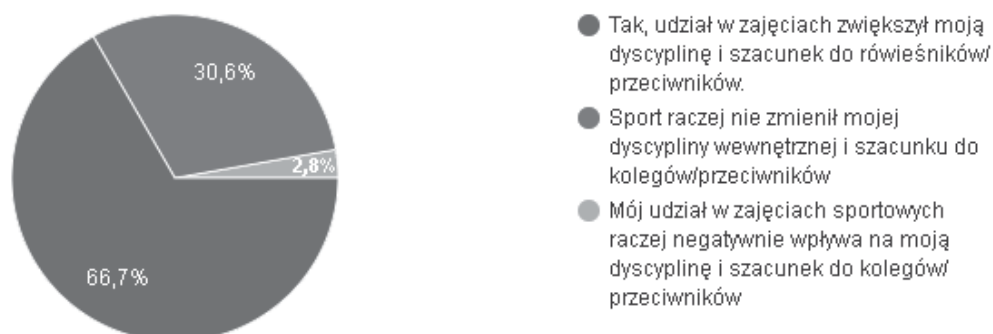 30,6%
2,8%
66,7%
Tak, udział w zajęciach zwiększył moją
dyscyplinę i szacunek do rówieśników/
przeciwników.
Sport raczej nie zmienił mojej
dyscypliny wewnętrznej i szacunku do
kolegów/przeciwników
Mój udział w zajęciach sportowych
raczej negatywnie wpływa na moją
dyscyplinę i szacunek do kolegów/
przeciwników